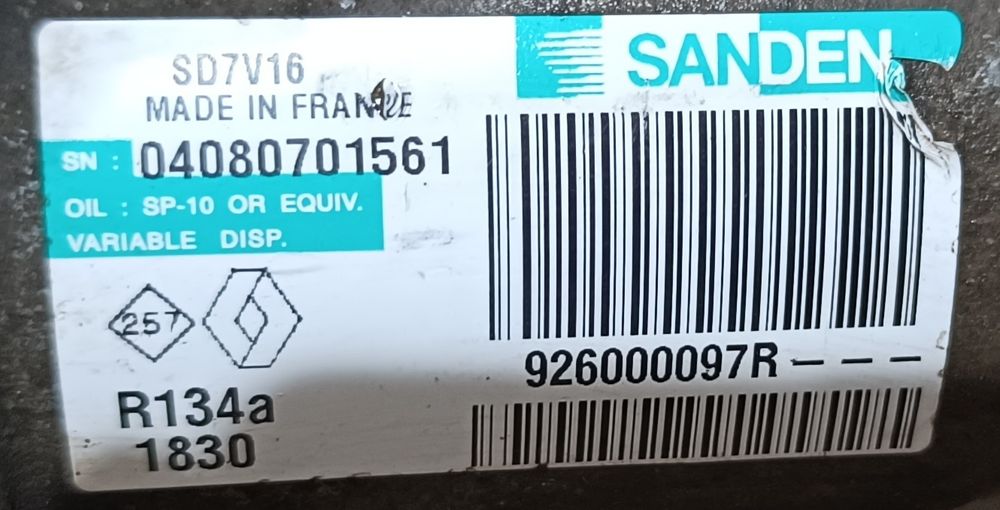 SANDEN
SD7V16
MADE IN FRANCE
SN : 04080701561
OIL : SP-10 OR EQUIV.
VARIABLE DISP.
257
926000097R - - -
R134a
1830